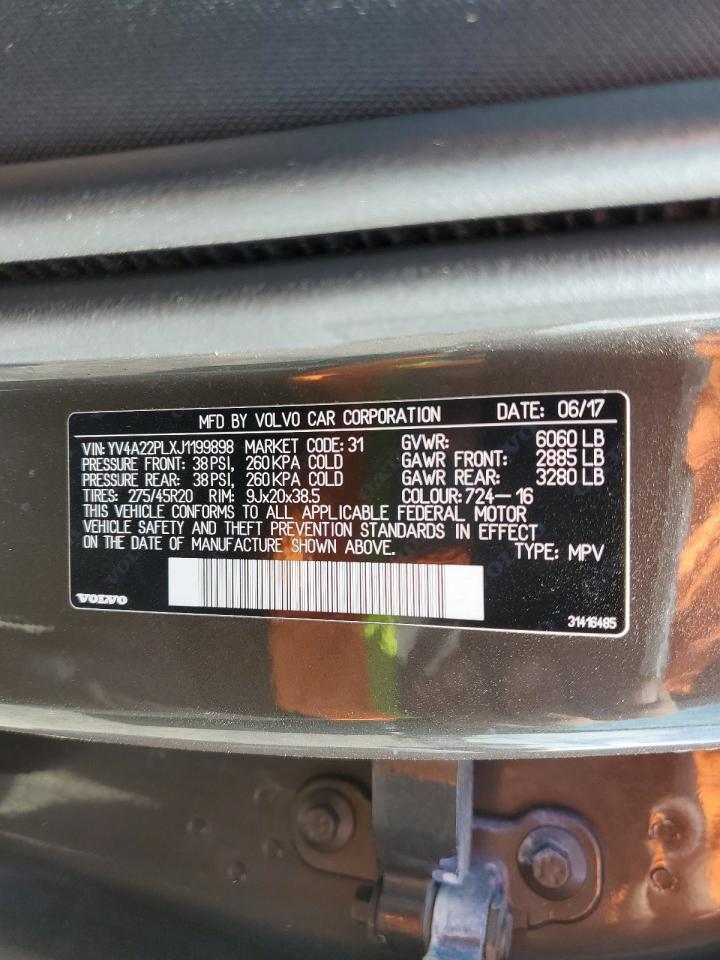 MFD BY VOLVO CAR CORPORATION DATE: 06/17
VIN: YV4A22PLXJ1199898 MARKET CODE: 31 GVWR: 6060 LB
PRESSURE FRONT: 38 PSI, 260 KPA COLD GAWR FRONT: 2885 LB
PRESSURE REAR: 38 PSI, 260 KPA COLD GAWR REAR: 3280 LB
TIRES: 275/45R20 RIM: 9Jx20x38.5 COLOUR: 724-16
THIS VEHICLE CONFORMS TO ALL APPLICABLE FEDERAL MOTOR
VEHICLE SAFETY AND THEFT PREVENTION STANDARDS IN EFFECT
ON THE DATE OF MANUFACTURE SHOWN ABOVE. TYPE: MPV
VOLVO 31416485